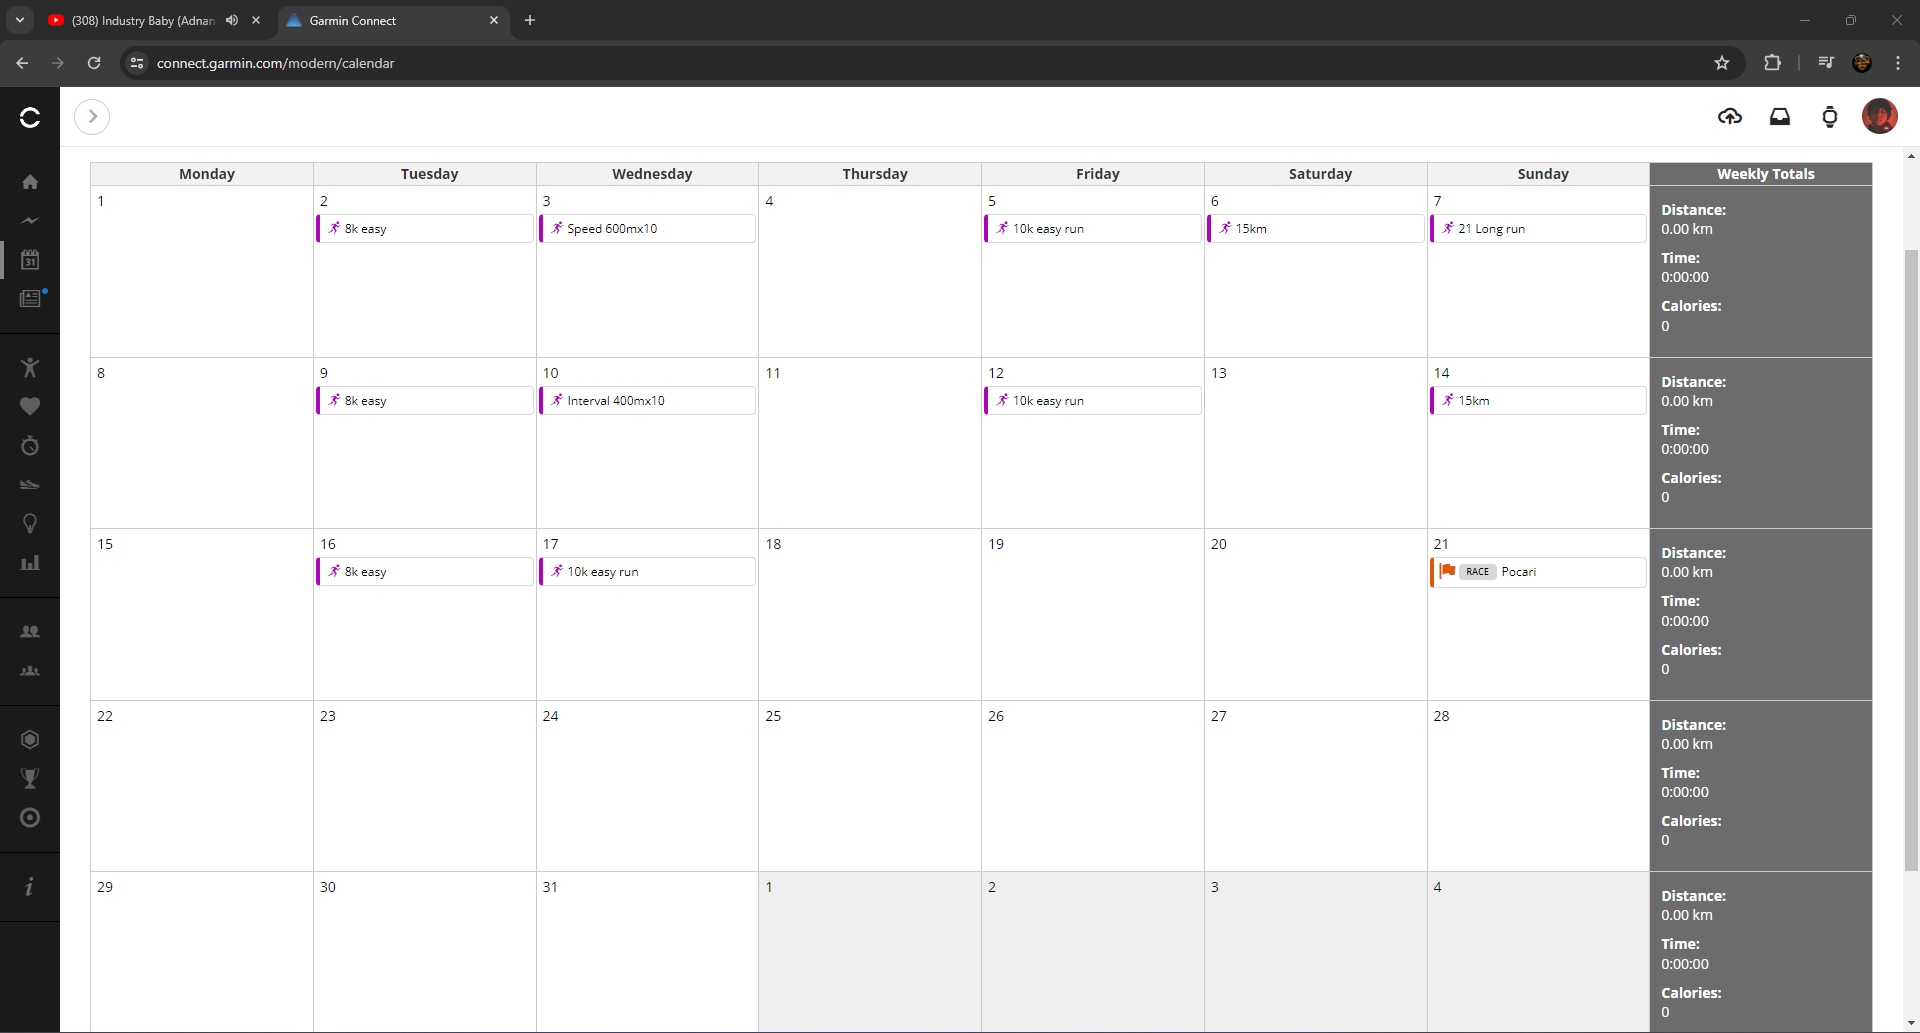 (308) Industry Baby (Adnan
Garmin Connect
connect.garmin.com/modern/calendar
31
Monday Tuesday Wednesday Thursday Friday Saturday Sunday Weekly Totals
1 2 3 4 5 6 7
8k easy Speed 600mx10 10k easy run 15km 21 Long run
Distance:
0.00 km
Time:
0:00:00
Calories:
0
8 9 10 11 12 13 14
8k easy Interval 400mx10 10k easy run 15km
Distance:
0.00 km
Time:
0:00:00
Calories:
0
15 16 17 18 19 20 21
8k easy 10k easy run RACE Pocari
Distance:
0.00 km
Time:
0:00:00
Calories:
0
22 23 24 25 26 27 28
Distance:
0.00 km
Time:
0:00:00
Calories:
0
29 30 31 1 2 3 4
Distance:
0.00 km
Time:
0:00:00
Calories:
0